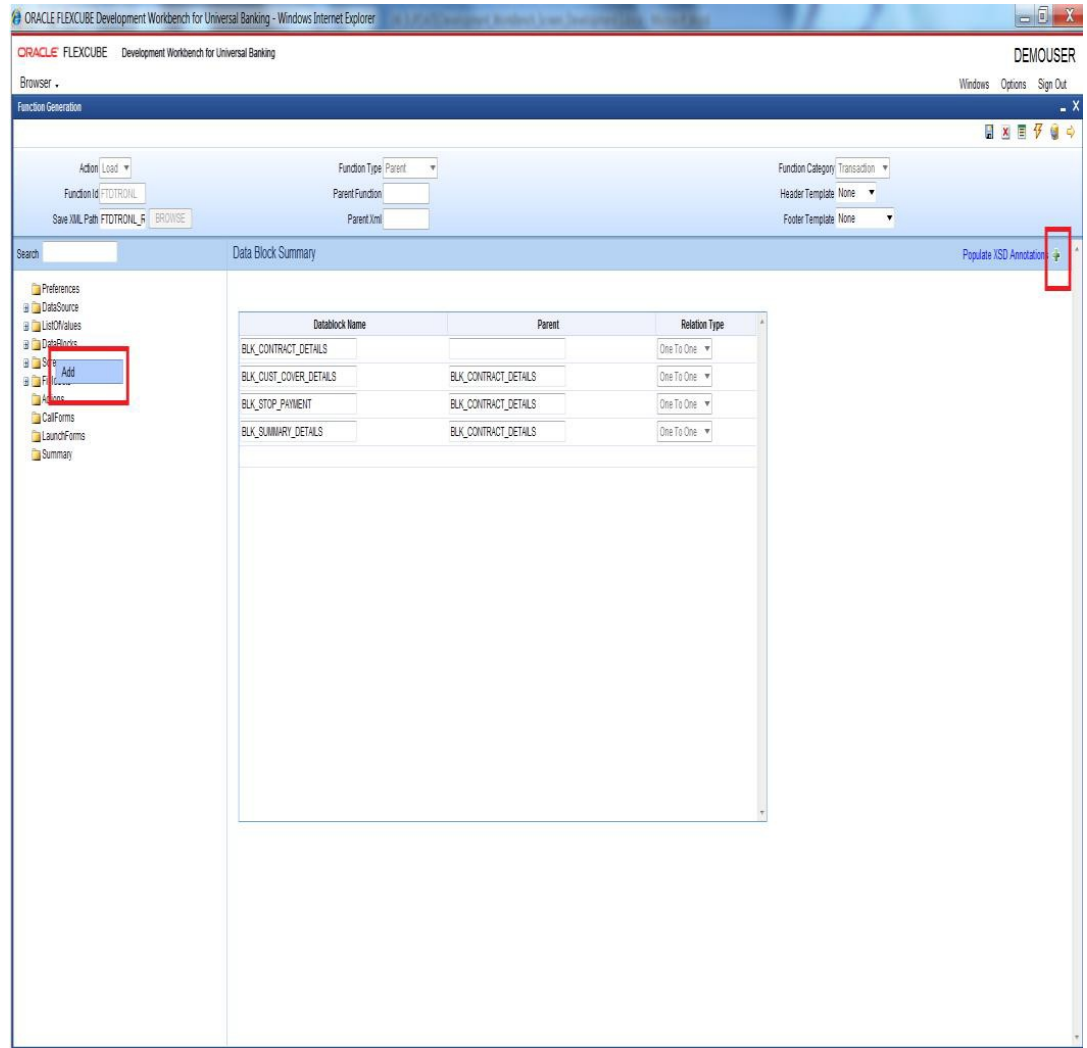 ORACLE FLEXCUBE Development Workbench for Universal Banking - Windows Internet Explorer
ORACLE FLEXCUBE Development Workbench for Universal Banking
DEMOUSER
Browser
Windows Options Sign Out
Function Generation
Action Load
Function Type Parent
Function Category Transaction
Function Id FTDTRONL
Parent Function
Header Template None
Save XML Path FTDTRONL_R BROWSE
Parent Xml
Footer Template None
Search
Data Block Summary
Populate XSD Annotations
Preferences
DataSource
ListOfValues
DataBlocks
Scre
Add
Actions
CallForms
LaunchForms
Summary
Datablock Name Parent Relation Type
BLK_CONTRACT_DETAILS One To One
BLK_CUST_COVER_DETAILS BLK_CONTRACT_DETAILS One To One
BLK_STOP_PAYMENT BLK_CONTRACT_DETAILS One To One
BLK_SUMMARY_DETAILS BLK_CONTRACT_DETAILS One To One